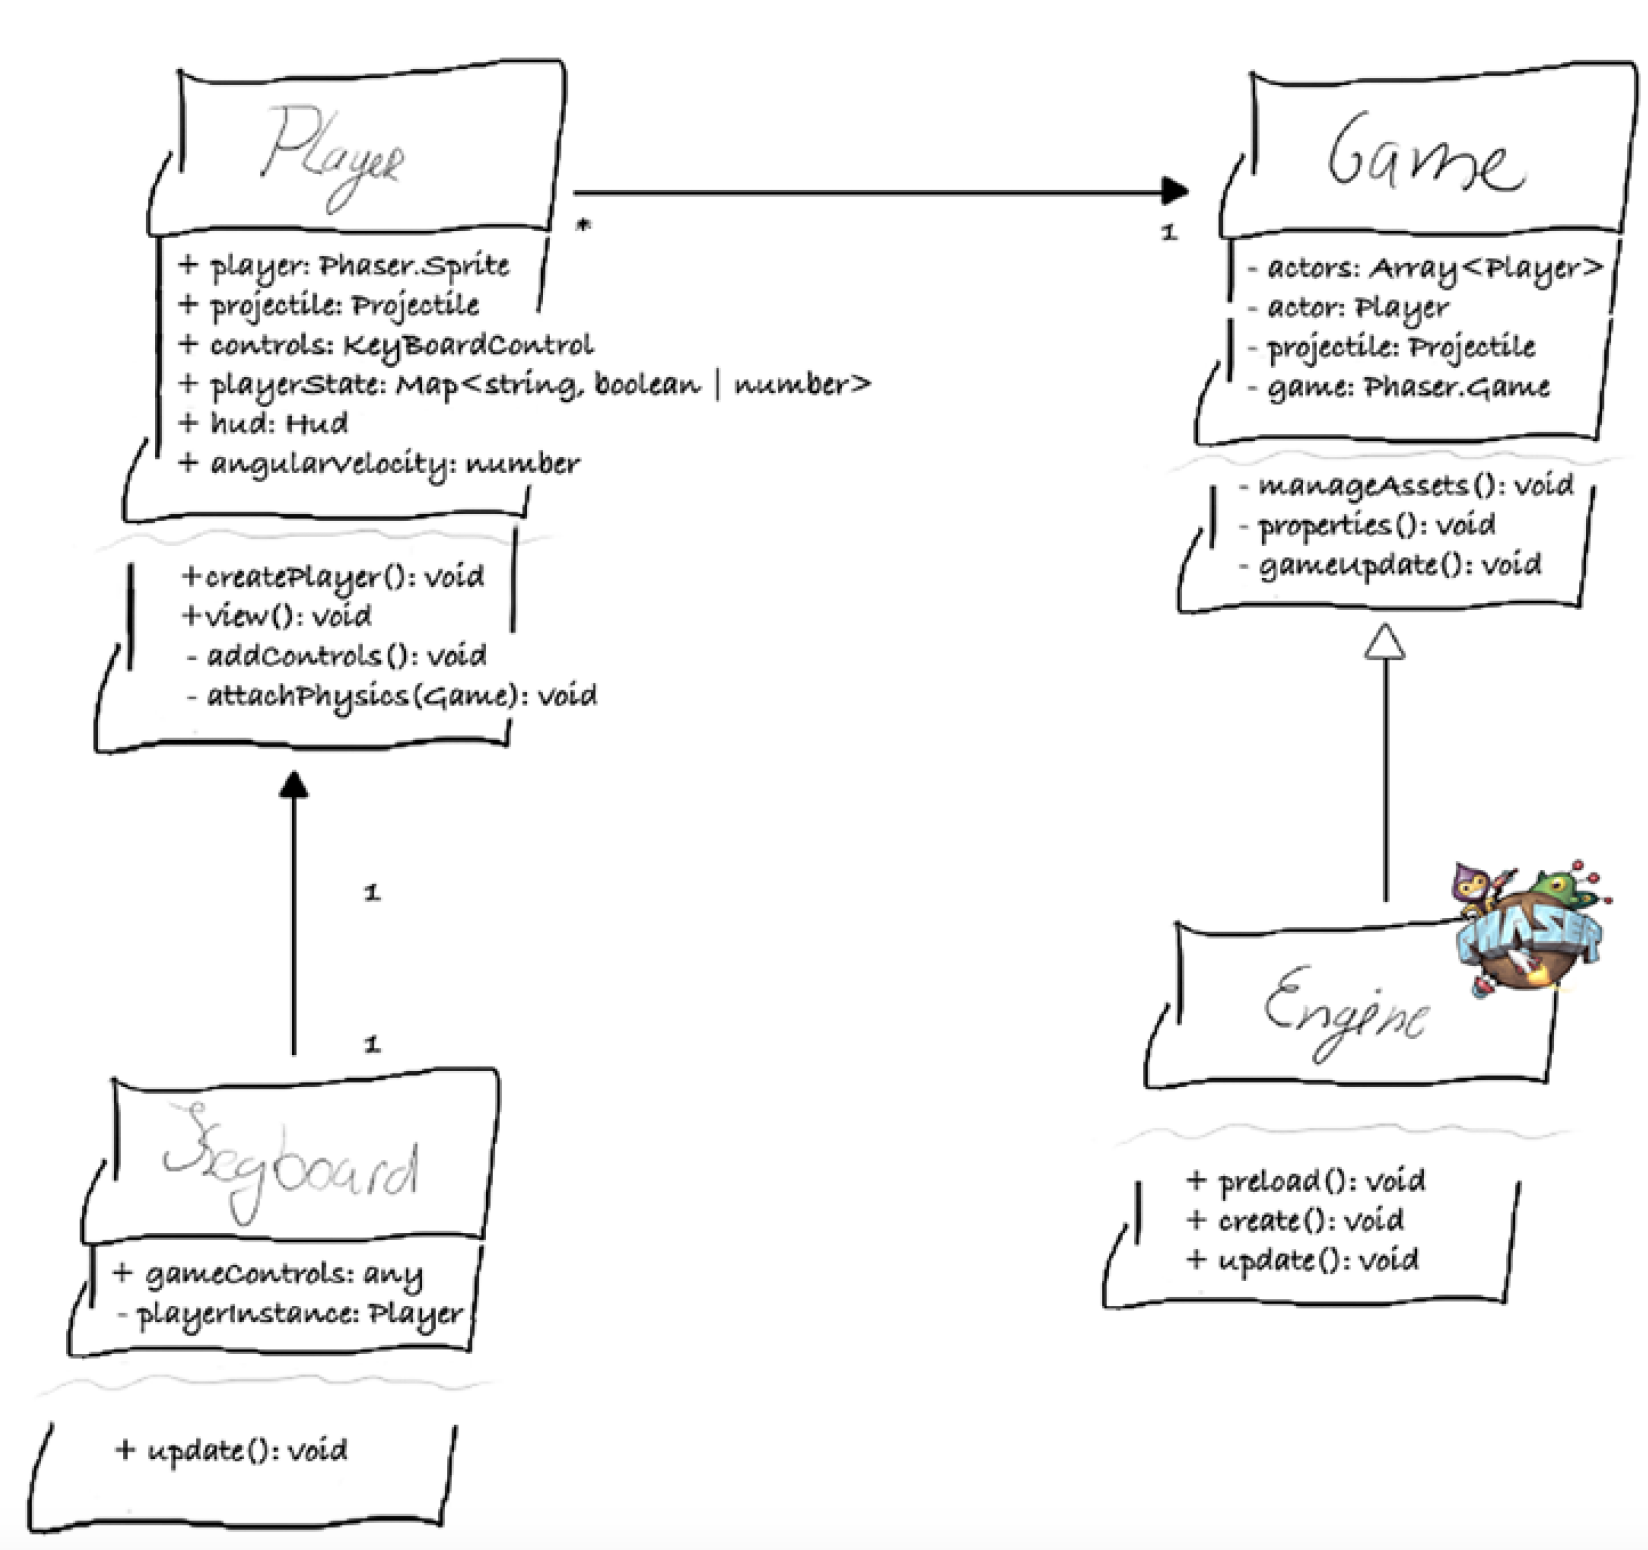 Player
*
+ player: Phaser.Sprite
+ projectile: Projectile
+ controls: KeyBoardControl
+ playerState: Map<string, boolean | number>
+ hud: Hud
+ angularVelocity: number
+createPlayer(): void
+view(): void
- addControls(): void
- attachPhysics(Game): void
1
Game
- actors: Array<Player>
- actor: Player
- projectile: Projectile
- game: Phaser.Game
- manageAssets(): void
- properties(): void
- gameUpdate(): void
1
1
Keyboard
+ gameControls: any
- playerInstance: Player
+ update(): void
PHASER
Engine
+ preload(): void
+ create(): void
+ update(): void